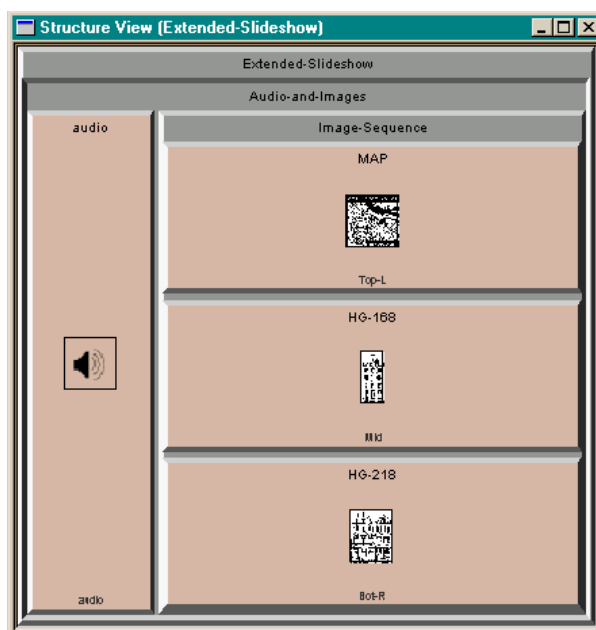 Structure View (Extended-Slideshow)
Extended-Slideshow
Audio-and-Images
audio
Image-Sequence
MAP
Top-L
HG-168
Mid
HG-218
Bot-R
audio